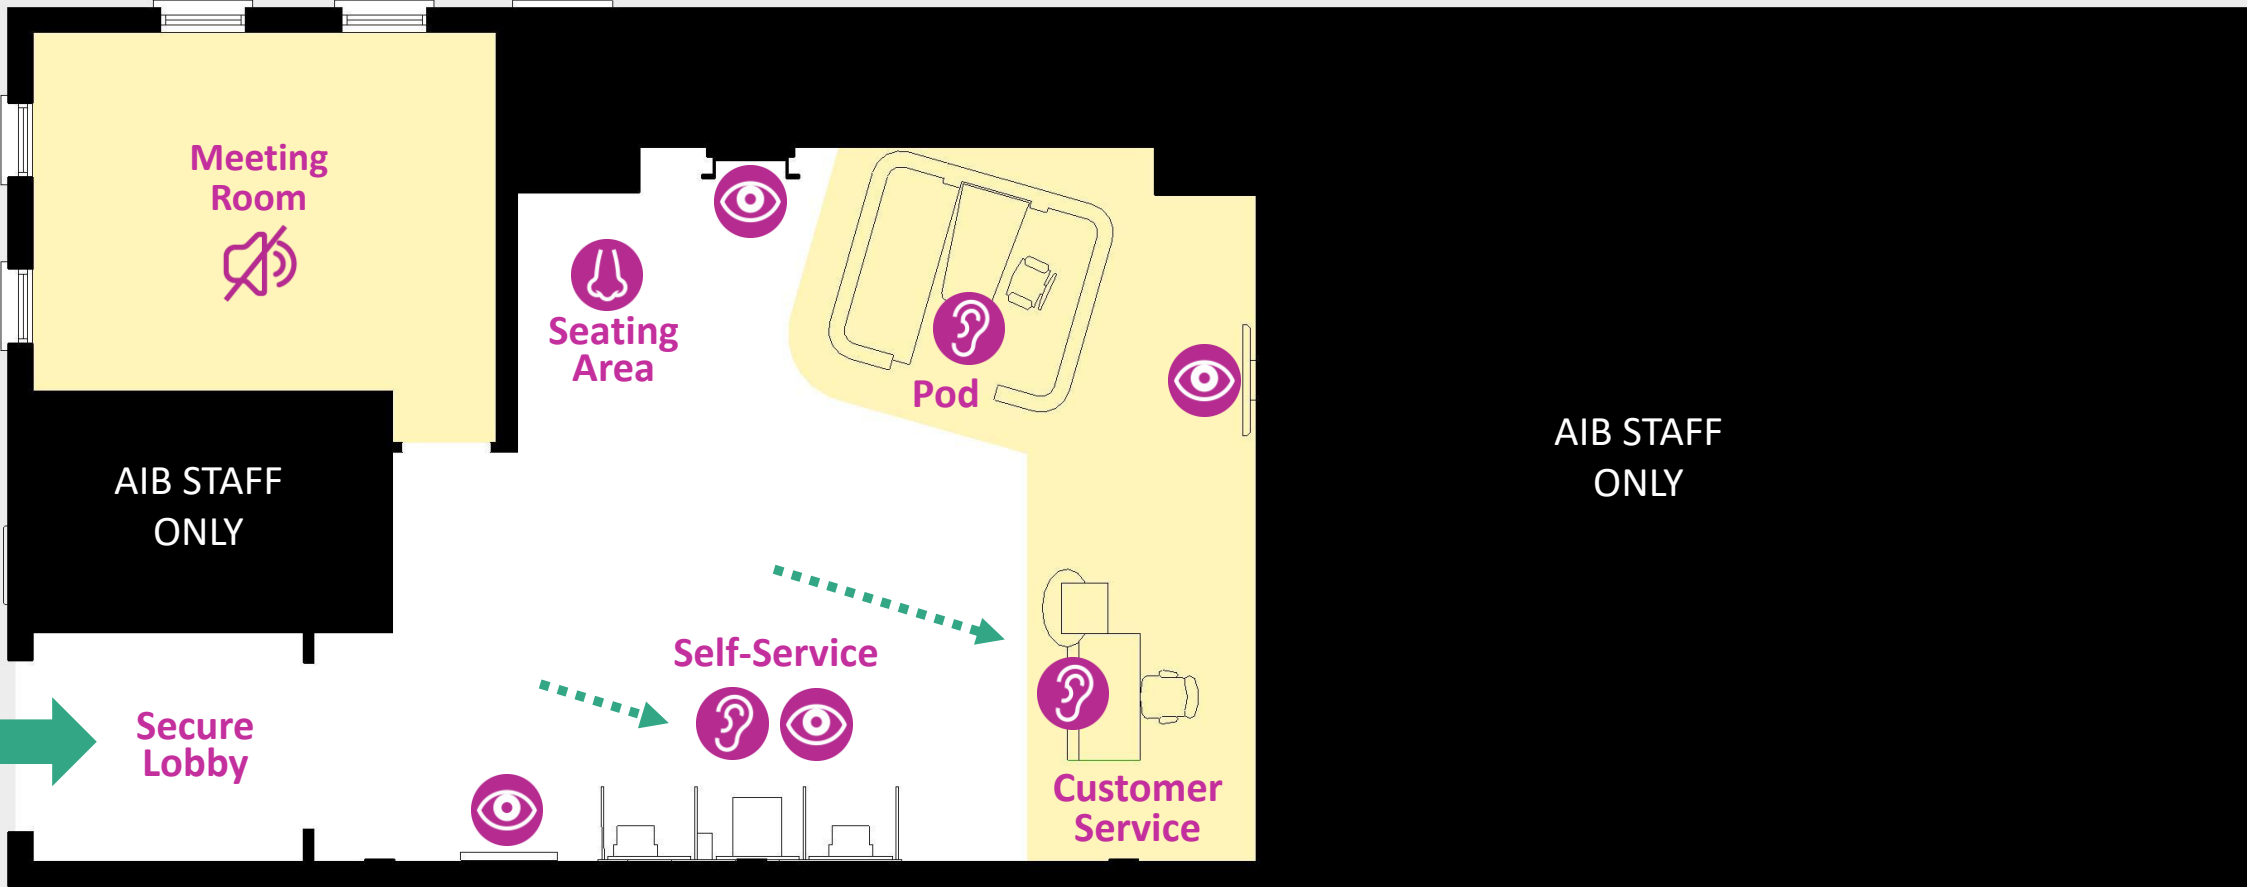 Meeting
Room
Seating
Area
Pod
AIB STAFF
ONLY
AIB STAFF
ONLY
Self-Service
Secure
Lobby
Customer
Service